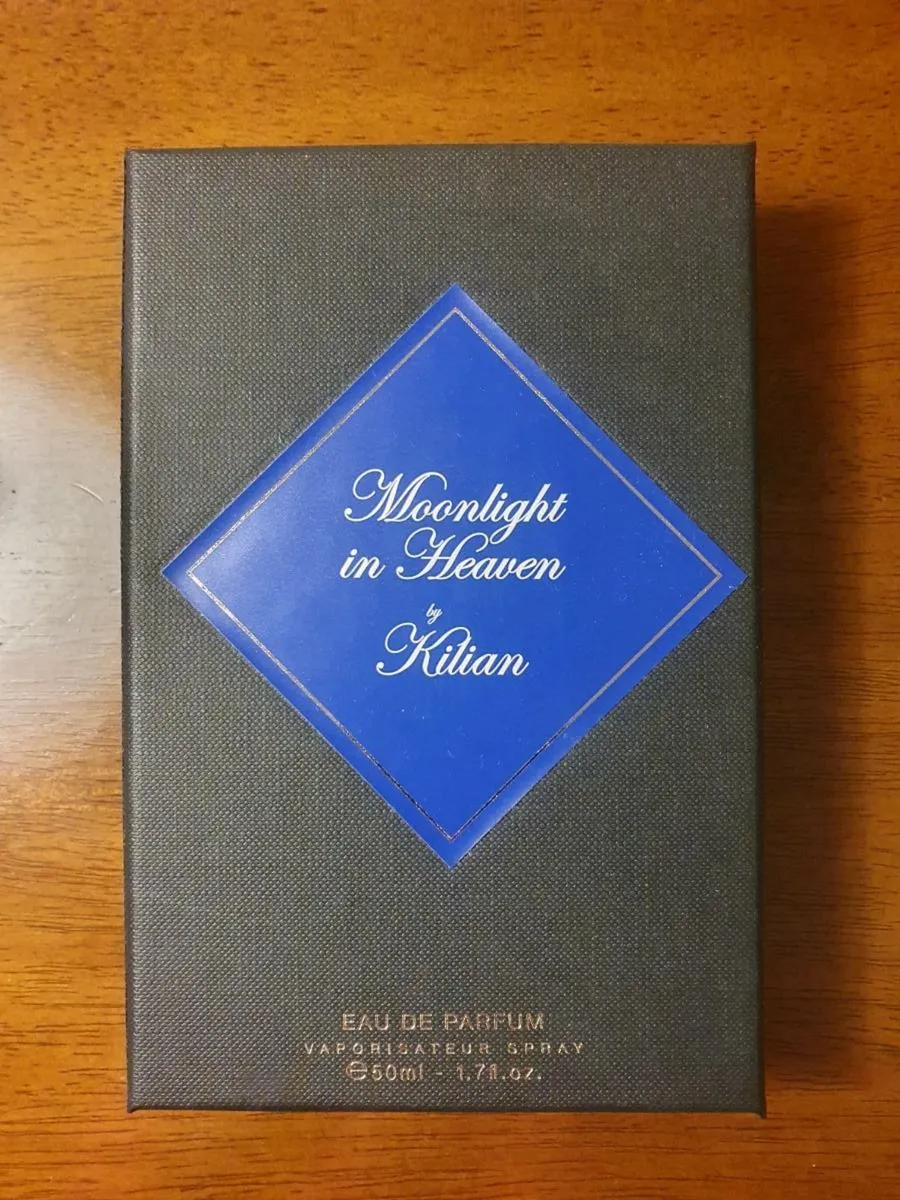 Moonlight
in Heaven
by
Kilian
EAU DE PARFUM
VAPORISATEUR SPRAY
℮50ml - 1.7fl.oz.